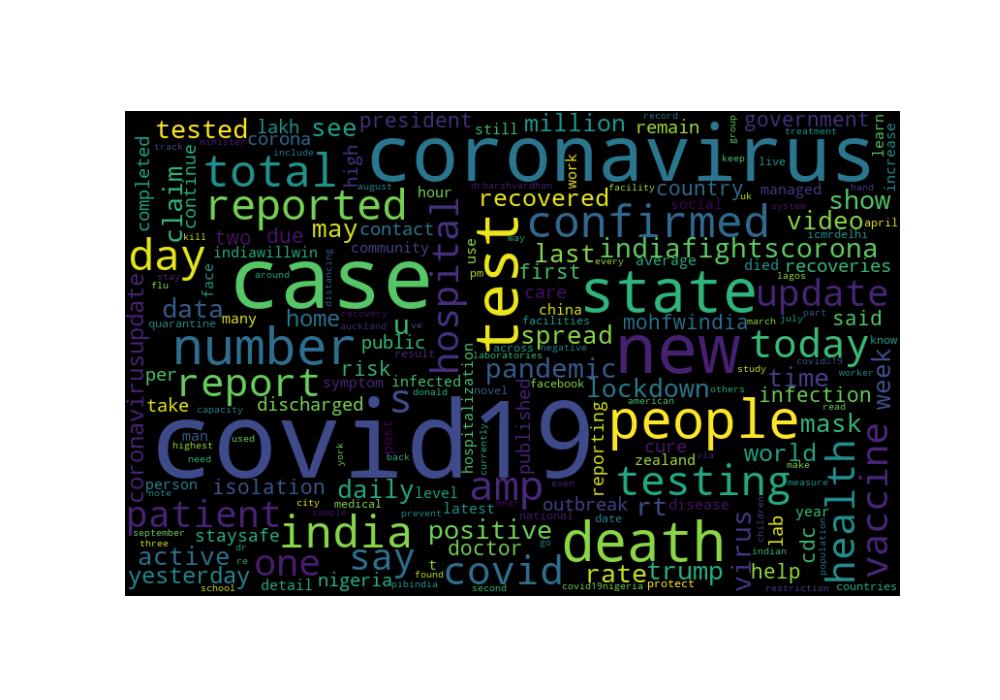 tested
lakh
see
president
still
million
record
remain
group
government
treatment
learn
increase
track
minister
corona
include
keep
live
coronavirus
completed
claim
continue
total
high
august
hour
drharshvardhan
work
facility
country
social
uk
managed
system
hand
show
kill
reported
recovered
video
april
two
due
may
contact
test
confirmed
icmrdelhi
day
indiawillwin
community
use
way
last
indiafightscorona
every
average
stay
face
around
distancing
case
hospital
pm
first
died
recoveries
flu
care
lagos
state
update
data
home
recovery
auckland
china
facilities
mohfwindia
march
july
part
said
quarantine
many
u
ve
spread
new
today
know
number
public
result
across
negative
laboratories
covid19
coronavirusupdate
per
report
risk
symptom
infected
pandemic
novel
donald
facebook
lockdown
others
study
time
worker
week
infection
american
read
take
capacity
discharged
is
hospitalization
published
reporting
people
mask
man
highest
need
used
york
post
back
covid19
currently
cure
via
world
zealand
make
measure
health
vaccine
person
note
isolation
daily
level
amp
wear
even
testing
patient
september
three
city
medical
sample
prevent
latest
national
outbreak
date
rt
disease
virus
children
lab
year
cdc
population
staysafe
india
positive
doctor
go
death
indian
active
dr
re
one
say
t
found
covid
rate
trump
help
yesterday
school
detail
nigeria
pibindia
second
covid19nigeria
protect
restriction
countries